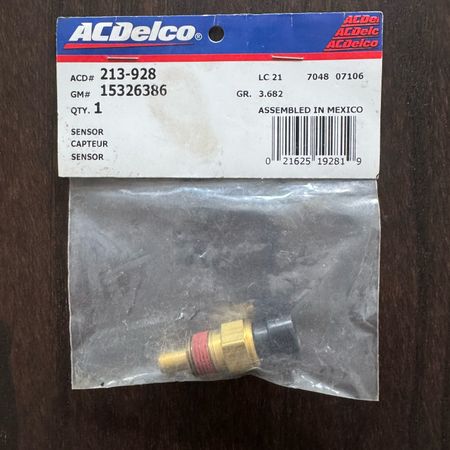 ACDelco®
ACDelco
ACDelco
ACDelco
ACD# 213-928 LC 21 7048 07106
GM# 15326386 GR. 3.682
QTY. 1 ASSEMBLED IN MEXICO
SENSOR
CAPTEUR
SENSOR
0 21625 19281 9